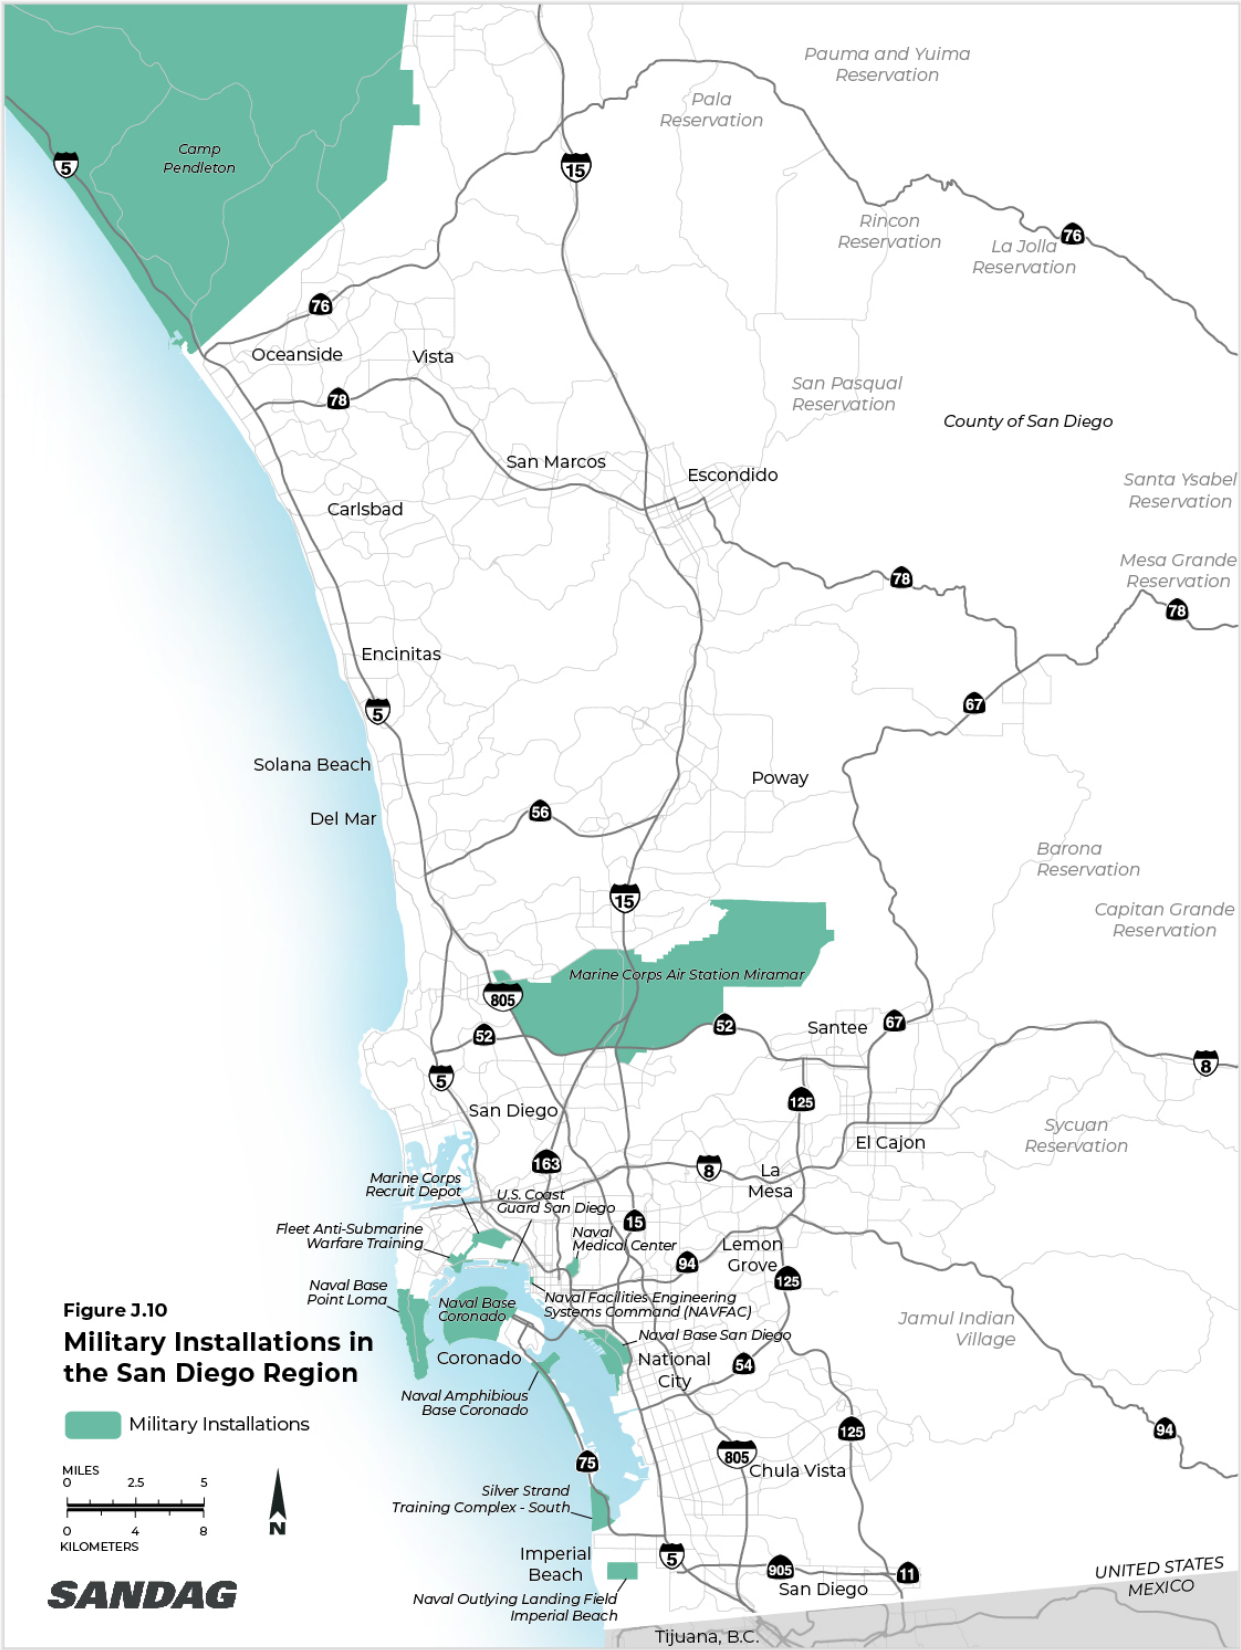 Pauma and Yuima
Reservation
Pala
Reservation
Camp
Pendleton
5
15
Rincon
Reservation
La Jolla
Reservation
76
76
Oceanside
Vista
78
San Pasqual
Reservation
County of San Diego
San Marcos
Escondido
Santa Ysabel
Reservation
Carlsbad
Mesa Grande
Reservation
78
78
Encinitas
67
5
Solana Beach
Poway
56
Del Mar
Barona
Reservation
15
Capitan Grande
Reservation
Marine Corps Air Station Miramar
805
52
52
Santee
67
8
5
125
San Diego
Sycuan
Reservation
El Cajon
163
8
La
Mesa
Marine Corps
Recruit Depot
U.S. Coast
Guard San Diego
15
Fleet Anti-Submarine
Warfare Training
Naval
Medical Center
94
Lemon
Grove
125
Naval Base
Point Loma
Naval Base
Coronado
Naval Facilities Engineering
Systems Command (NAVFAC)
Jamul Indian
Village
Figure J.10
Military Installations in
the San Diego Region
Naval Base San Diego
Coronado
National
City
54
Naval Amphibious
Base Coronado
Military Installations
125
94
805
75
Chula Vista
MILES
0 2.5 5
0 4 8
KILOMETERS
N
Silver Strand
Training Complex - South
Imperial
Beach
5
905
11
San Diego
UNITED STATES
MEXICO
Naval Outlying Landing Field
Imperial Beach
SANDAG
Tijuana, B.C.